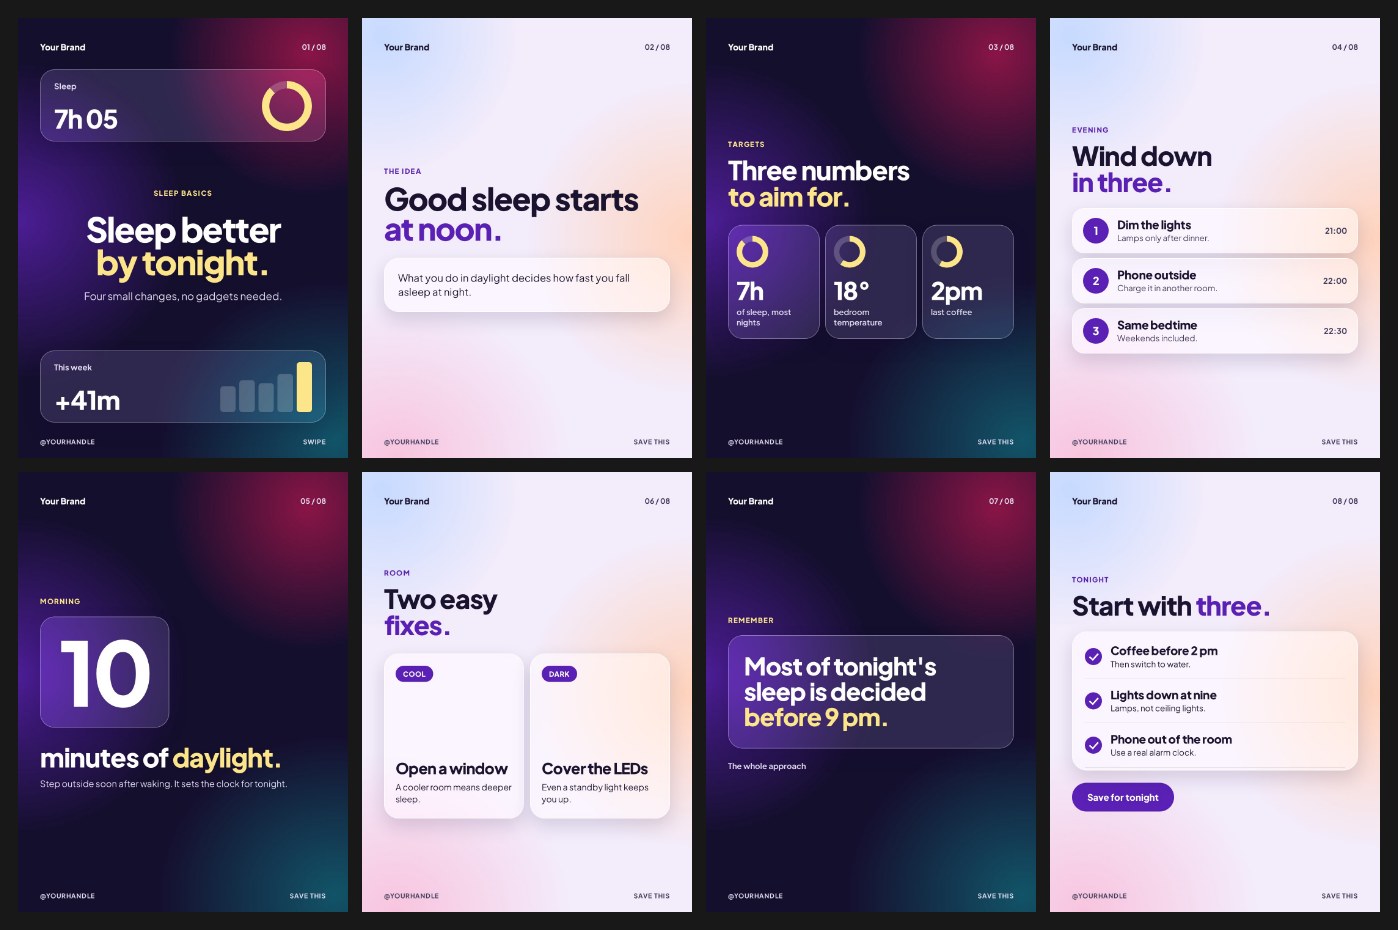 Your Brand
01 / 08
Sleep
7h 05
SLEEP BASICS
Sleep better
by tonight.
Four small changes, no gadgets needed.
This week
+41m
@YOURHANDLE
SWIPE
Your Brand
02 / 08
THE IDEA
Good sleep starts
at noon.
What you do in daylight decides how fast you fall
asleep at night.
@YOURHANDLE
SAVE THIS
Your Brand
03 / 08
TARGETS
Three numbers
to aim for.
7h
of sleep, most
nights
18°
bedroom
temperature
2pm
last coffee
@YOURHANDLE
SAVE THIS
Your Brand
04 / 08
EVENING
Wind down
in three.
1
Dim the lights
Lamps only after dinner.
21:00
2
Phone outside
Charge it in another room.
22:00
3
Same bedtime
Weekends included.
22:30
@YOURHANDLE
SAVE THIS
Your Brand
05 / 08
MORNING
10
minutes of daylight.
Step outside soon after waking. It sets the clock for tonight.
@YOURHANDLE
SAVE THIS
Your Brand
06 / 08
ROOM
Two easy
fixes.
COOL
Open a window
A cooler room means deeper
sleep.
DARK
Cover the LEDs
Even a standby light keeps
you up.
@YOURHANDLE
SAVE THIS
Your Brand
07 / 08
REMEMBER
Most of tonight's
sleep is decided
before 9 pm.
The whole approach
@YOURHANDLE
SAVE THIS
Your Brand
08 / 08
TONIGHT
Start with three.
Coffee before 2 pm
Then switch to water.
Lights down at nine
Lamps, not ceiling lights.
Phone out of the room
Use a real alarm clock.
Save for tonight
@YOURHANDLE
SAVE THIS